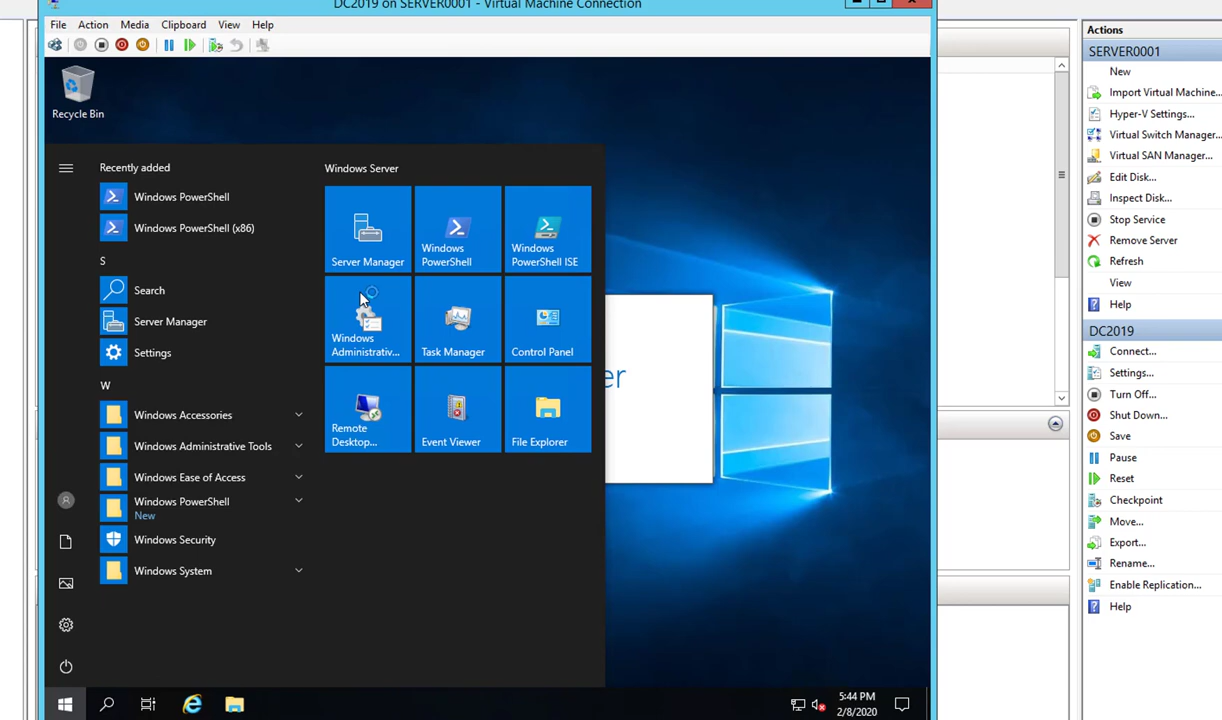 DC2019 on SERVER0001 - Virtual Machine Connection
File Action Media Clipboard View Help
Recycle Bin
Recently added
Windows PowerShell
Windows PowerShell (x86)
S
Search
Server Manager
Settings
W
Windows Accessories
Windows Administrative Tools
Windows Ease of Access
Windows PowerShell
New
Windows Security
Windows System
Windows Server
Server Manager
Windows
PowerShell
Windows
PowerShell ISE
Windows
Administrativ...
Task Manager
Control Panel
Remote
Desktop...
Event Viewer
File Explorer
er
5:44 PM
2/8/2020
Actions
SERVER0001
New
Import Virtual Machine...
Hyper-V Settings...
Virtual Switch Manager...
Virtual SAN Manager...
Edit Disk...
Inspect Disk...
Stop Service
Remove Server
Refresh
View
Help
DC2019
Connect...
Settings...
Turn Off...
Shut Down...
Save
Pause
Reset
Checkpoint
Move...
Export...
Rename...
Enable Replication...
Help